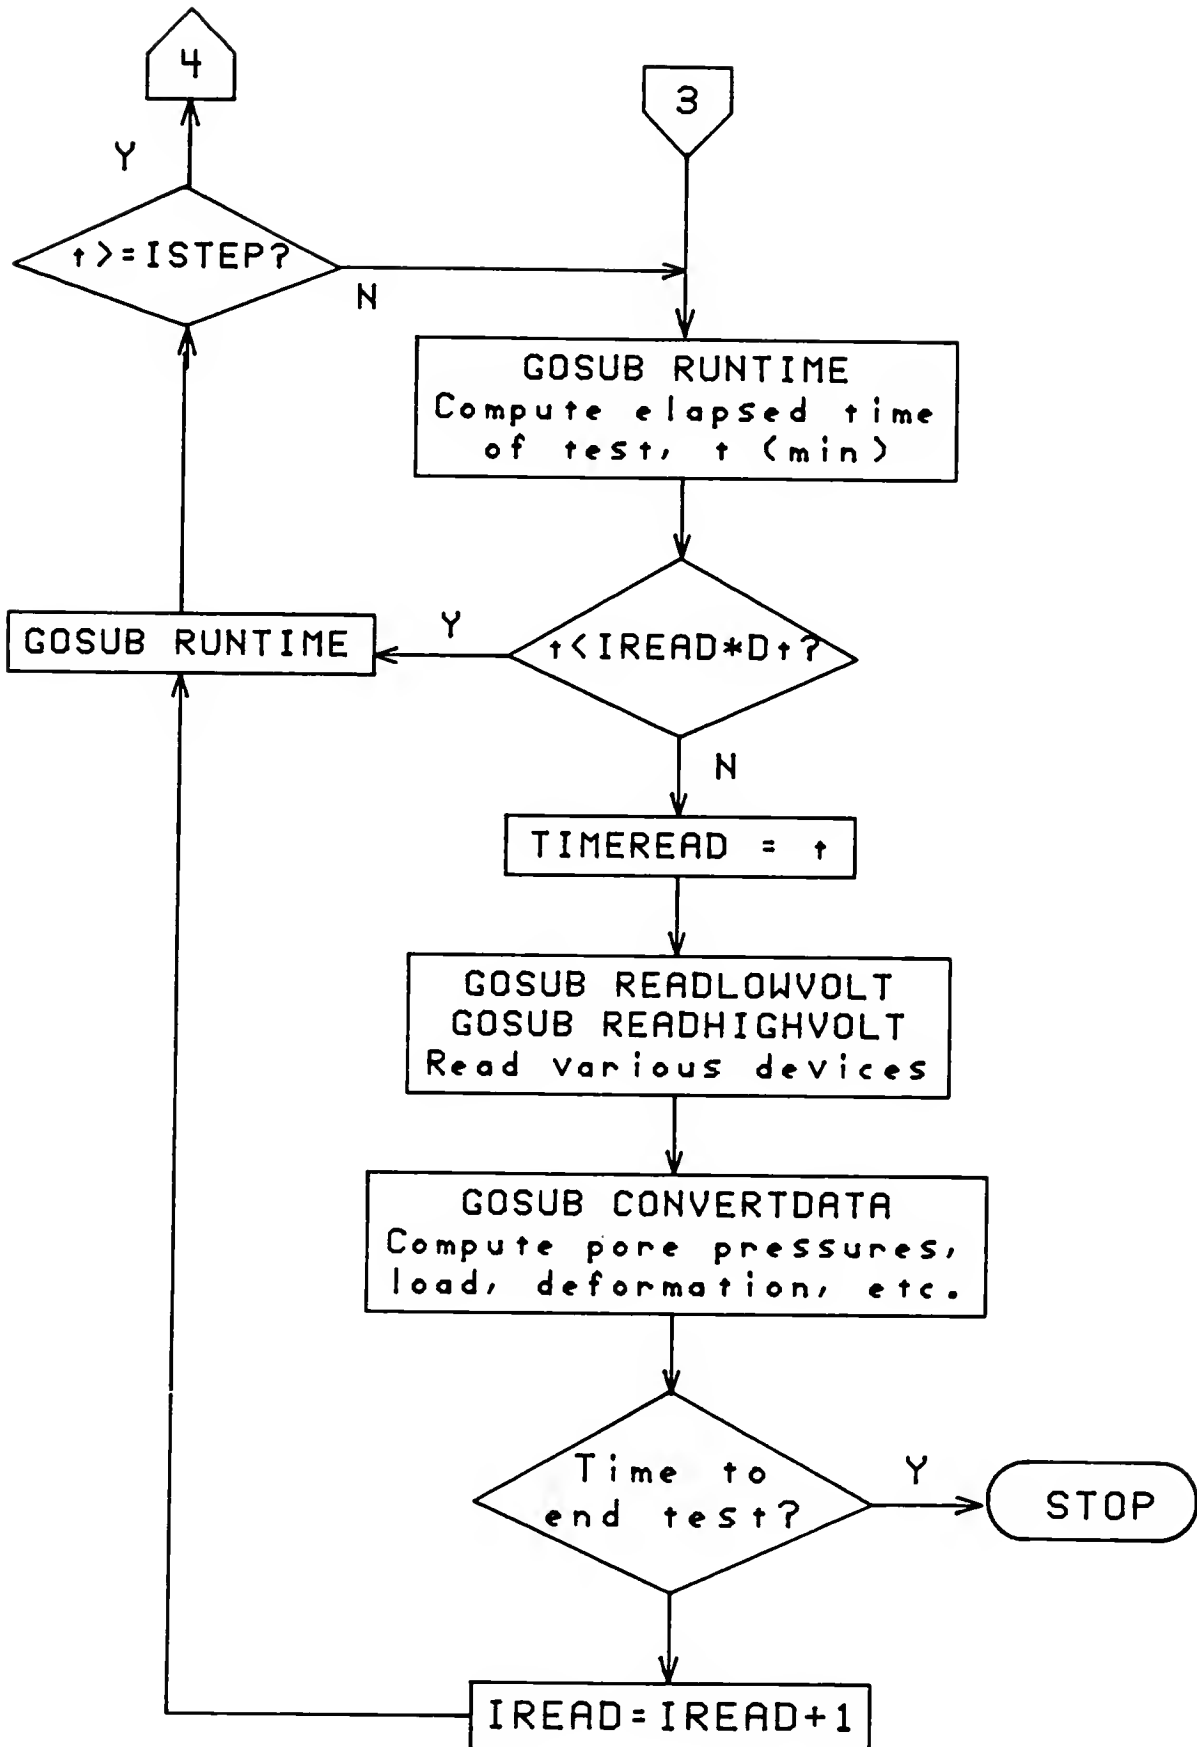 4
3
Y
t>=ISTEP?
N
GOSUB RUNTIME
Compute elapsed time
of test, t (min)
GOSUB RUNTIME
Y
t<IREAD*Dt?
N
TIMEREAD = t
GOSUB READLOWVOLT
GOSUB READHIGHVOLT
Read various devices
GOSUB CONVERTDATA
Compute pore pressures,
load, deformation, etc.
Time to
end test?
Y
STOP
IREAD=IREAD+1